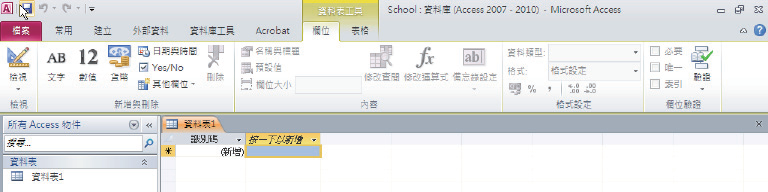 資料表工具 School : 資料庫 (Access 2007 - 2010) - Microsoft Access
檔案 常用 建立 外部資料 資料庫工具 Acrobat 欄位 表格
檢視 AB 文字 12 數值 貨幣 日期與時間 Yes/No 其他欄位 刪除
名稱與標題 預設值 欄位大小 修改查閱 fx 修改運算式 ab 備忘錄設定
資料類型: 格式: 格式設定 $ % , 必要 唯一 索引 驗證
檢視 新增與刪除 內容 格式設定 欄位驗證
所有 Access 物件 資料表1
搜尋... 識別碼 按一下以新增
資料表 (新增)
資料表1